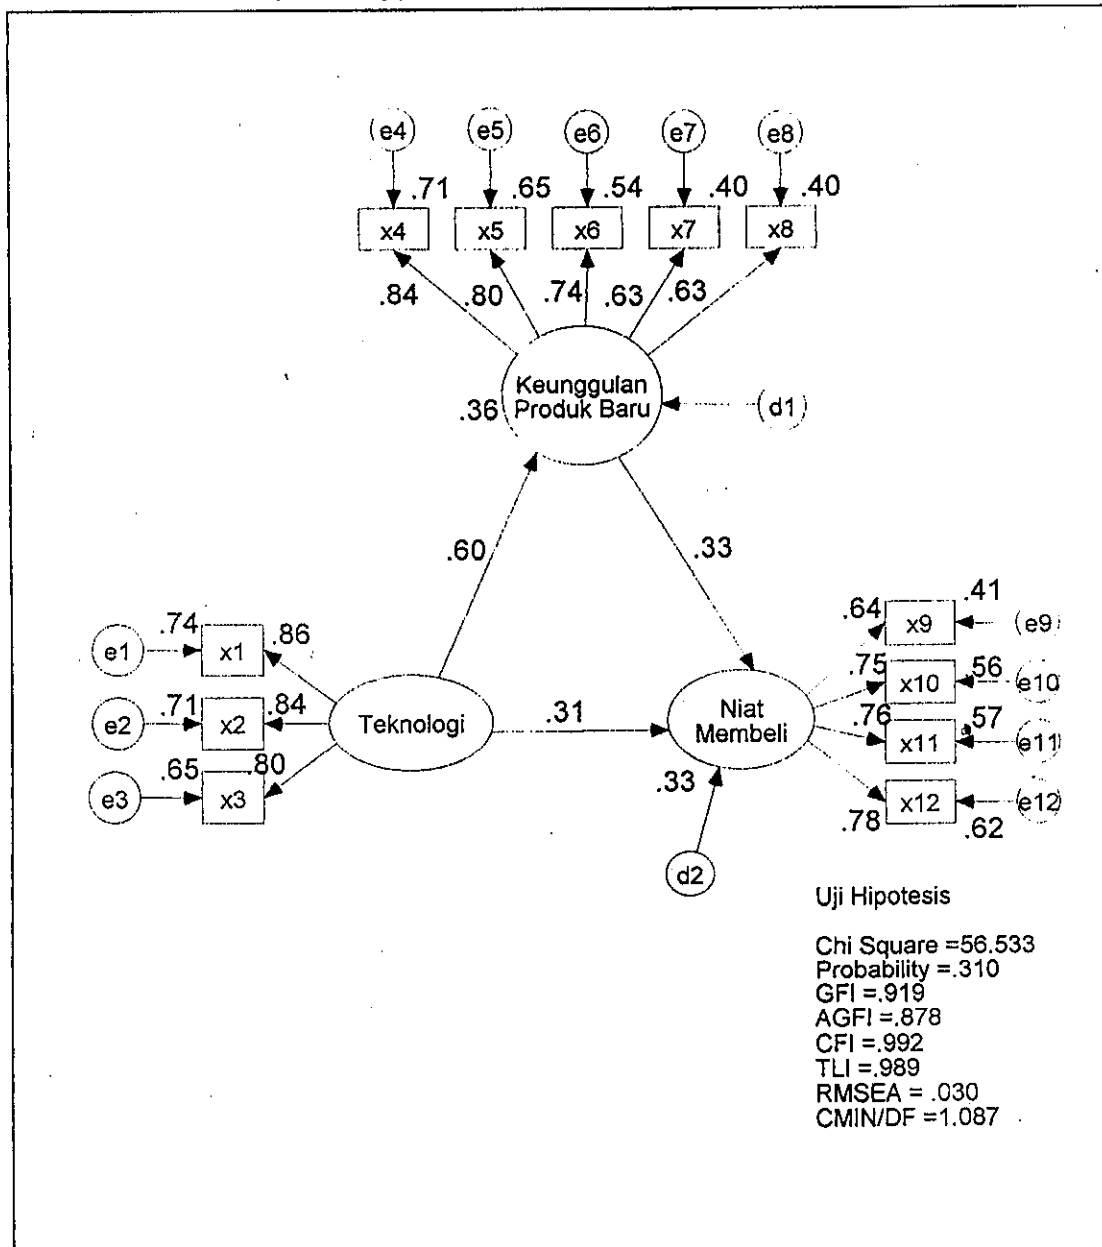 e4 e5 e6 e7 e8
.71 .65 .54 .40 .40
x4 x5 x6 x7 x8
.84 .80 .74 .63 .63
Keunggulan
Produk Baru
.36
d1
.60 .33
.74 .86
e1 x1
.71 .84
e2 x2
.65 .80
e3 x3
Teknologi
.31
Niat
Membeli
.33
d2
.64 .41
x9 e9
.75 .56
x10 e10
.76 .57
x11 e11
x12 e12
.78 .62
Uji Hipotesis
Chi Square =56.533
Probability =.310
GFI =.919
AGFI =.878
CFI =.992
TLI =.989
RMSEA = .030
CMIN/DF =1.087